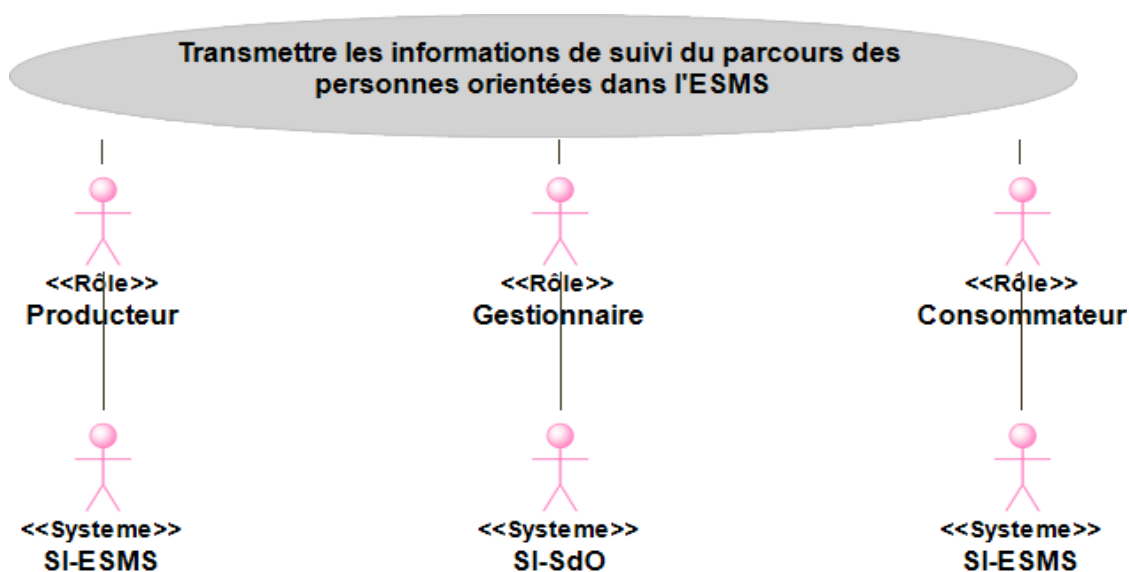 Transmettre les informations de suivi du parcours des
personnes orientées dans l'ESMS
<<Rôle>>
Producteur
<<Rôle>>
Gestionnaire
<<Rôle>>
Consommateur
<<Systeme>>
SI-ESMS
<<Systeme>>
SI-SdO
<<Systeme>>
SI-ESMS